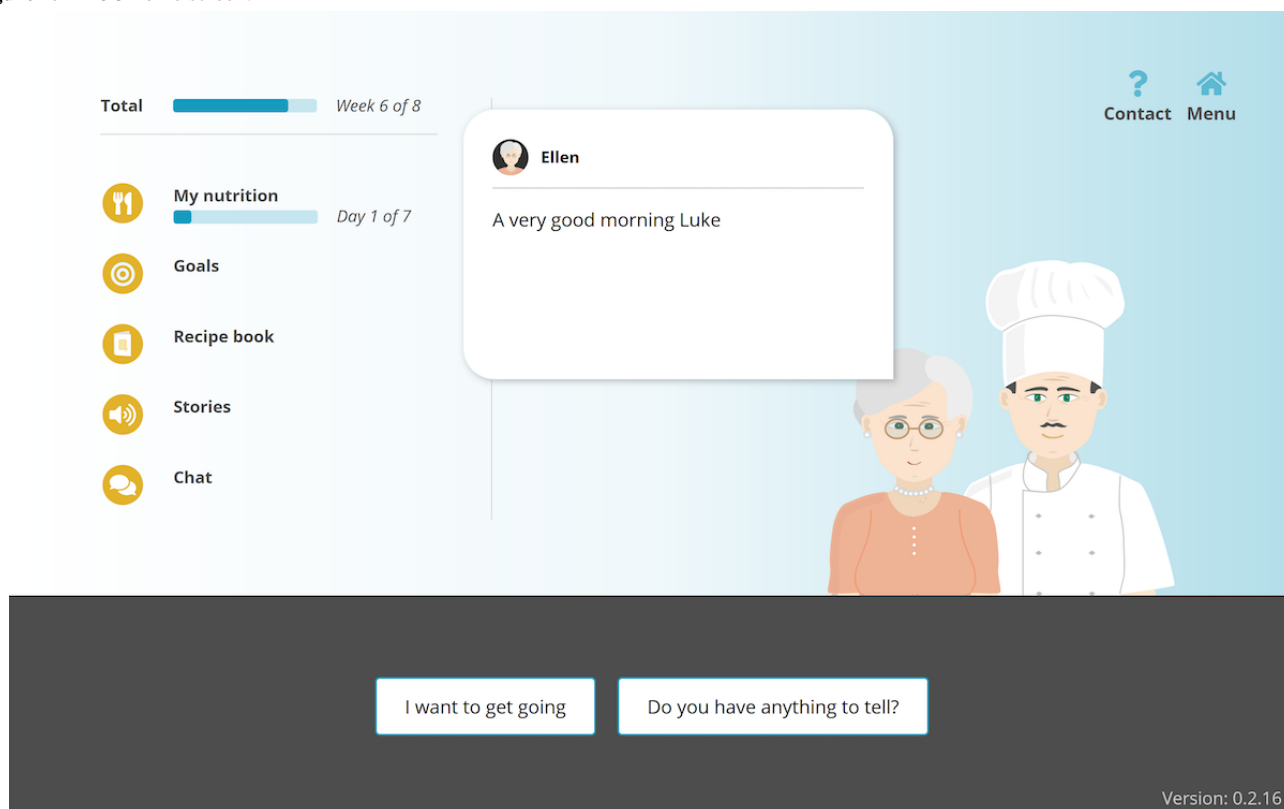 Total Week 6 of 8
Contact Menu
Ellen
My nutrition
Day 1 of 7
A very good morning Luke
Goals
Recipe book
Stories
Chat
I want to get going
Do you have anything to tell?
Version: 0.2.16